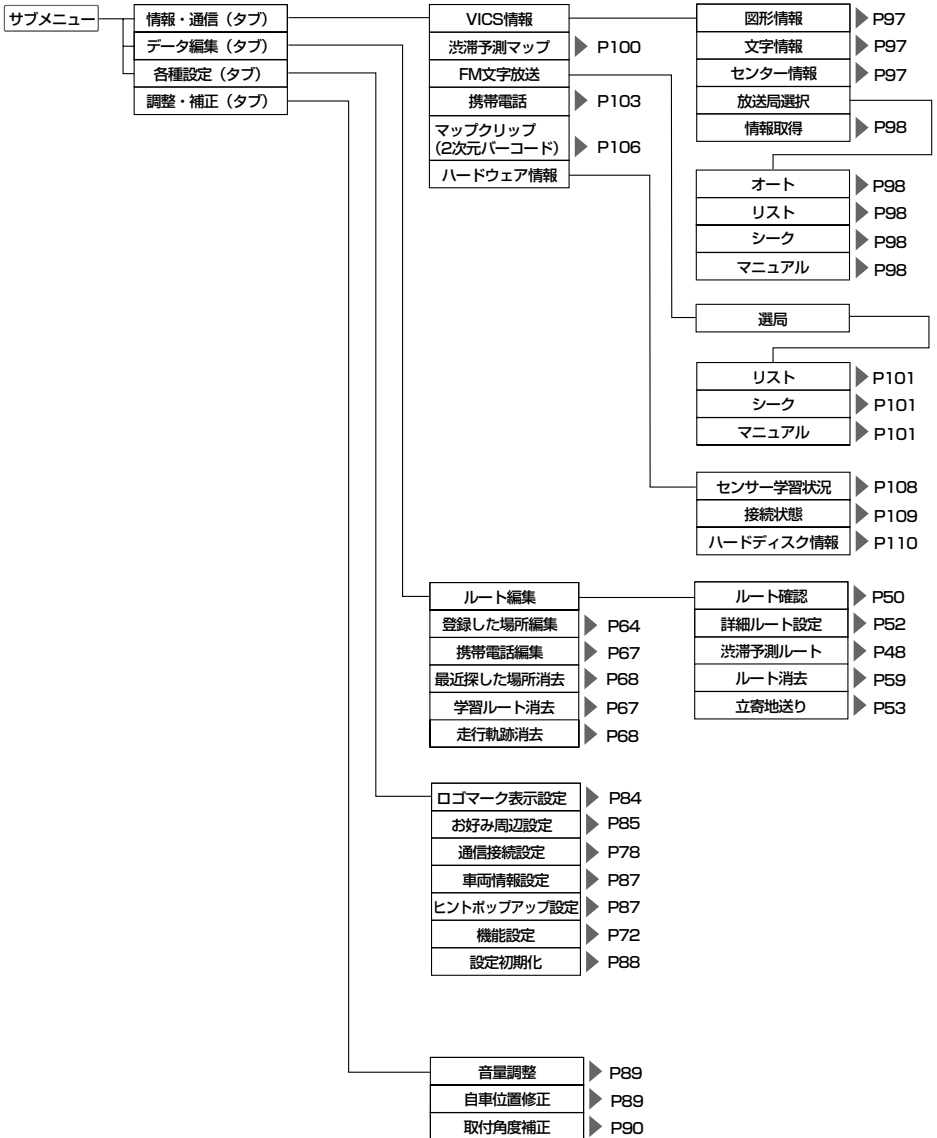 サブメニュー
情報・通信（タブ）
データ編集（タブ）
各種設定（タブ）
調整・補正（タブ）
VICS情報
渋滞予測マップ ▶ P100
FM文字放送
携帯電話 ▶ P103
マップクリップ
（2次元バーコード） ▶ P106
ハードウェア情報
図形情報 ▶ P97
文字情報 ▶ P97
センター情報 ▶ P97
放送局選択
情報取得 ▶ P98
オート ▶ P98
リスト ▶ P98
シーク ▶ P98
マニュアル ▶ P98
選局
リスト ▶ P101
シーク ▶ P101
マニュアル ▶ P101
センサー学習状況 ▶ P108
接続状態 ▶ P109
ハードディスク情報 ▶ P110
ルート編集
登録した場所編集 ▶ P64
携帯電話編集 ▶ P67
最近探した場所消去 ▶ P68
学習ルート消去 ▶ P67
走行軌跡消去 ▶ P68
ルート確認 ▶ P50
詳細ルート設定 ▶ P52
渋滞予測ルート ▶ P48
ルート消去 ▶ P59
立寄地送り ▶ P53
ロゴマーク表示設定 ▶ P84
お好み周辺設定 ▶ P85
通信接続設定 ▶ P78
車両情報設定 ▶ P87
ヒントポップアップ設定 ▶ P87
機能設定 ▶ P72
設定初期化 ▶ P88
音量調整 ▶ P89
自車位置修正 ▶ P89
取付角度補正 ▶ P90